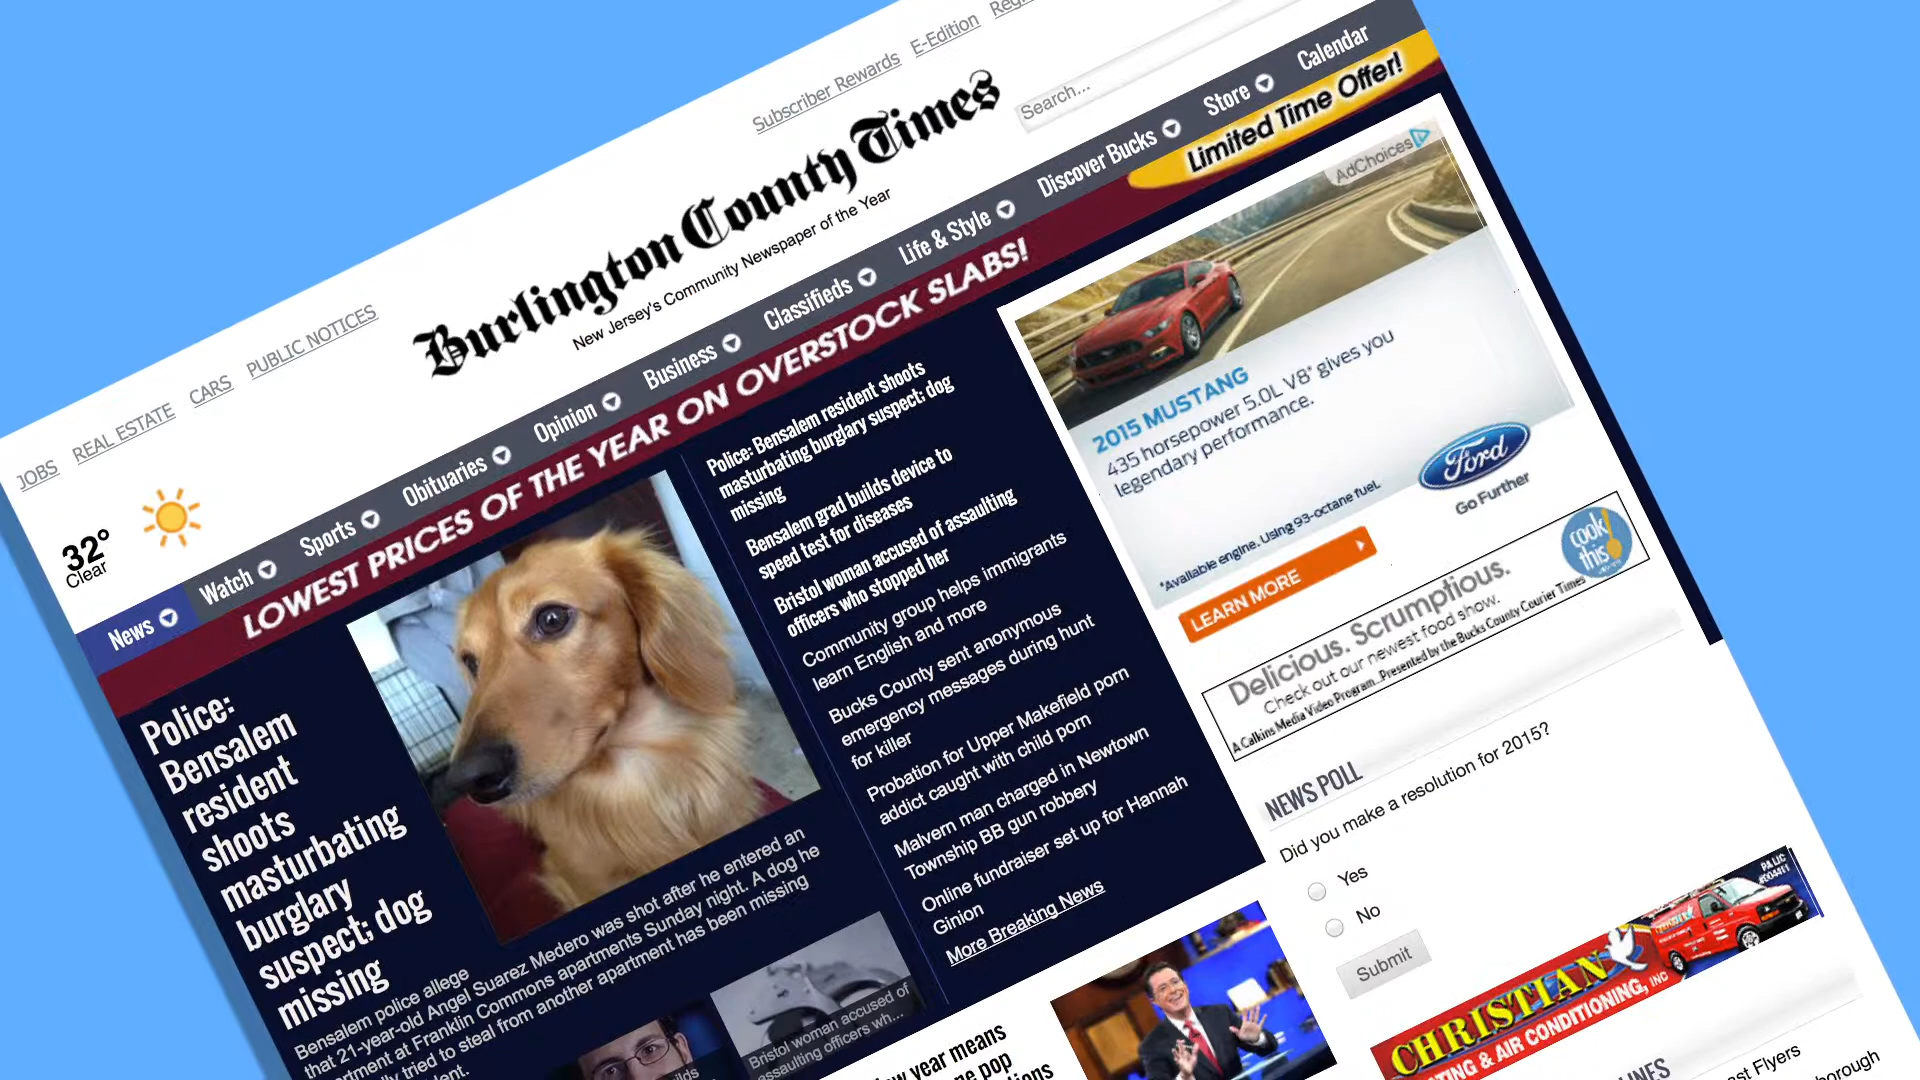 Subscriber Rewards
E-Edition
JOBS
REAL ESTATE
CARS
PUBLIC NOTICES
Burlington County Times
New Jersey's Community Newspaper of the Year
Search...
32°
Clear
News
Watch
Sports
Obituaries
Opinion
Business
Classifieds
Life & Style
Discover Bucks
Store
Calendar
LOWEST PRICES OF THE YEAR ON OVERSTOCK SLABS!
Limited Time Offer!
Police:
Bensalem
resident
shoots
masturbating
burglary
suspect; dog
missing
Bensalem police allege
that 21-year-old Angel Suarez Medero was shot after he entered an
apartment at Franklin Commons apartments Sunday night. A dog he
tried to steal from another apartment has been missing
Police: Bensalem resident shoots
masturbating burglary suspect; dog
missing
Bensalem grad builds device to
speed test for diseases
Bristol woman accused of assaulting
officers who stopped her
Community group helps immigrants
learn English and more
Bucks County sent anonymous
emergency messages during hunt
for killer
Probation for Upper Makefield porn
addict caught with child porn
Malvern man charged in Newtown
Township BB gun robbery
Online fundraiser set up for Hannah
Ginion
More Breaking News
Bristol woman accused of
assaulting officers wh...
year means
pop
AdChoices
2015 MUSTANG
435 horsepower 5.0L V8* gives you
legendary performance.
*Available engine. Using 93-octane fuel.
Ford
Go Further
LEARN MORE
Delicious. Scrumptious.
Check out our newest food show.
A Calkins Media Video Program...Presented by the Bucks County Courier Times
cook
this!
NEWS POLL
Did you make a resolution for 2015?
Yes
No
Submit
CHRISTIAN
& AIR CONDITIONING, INC
PA LIC
Flyers